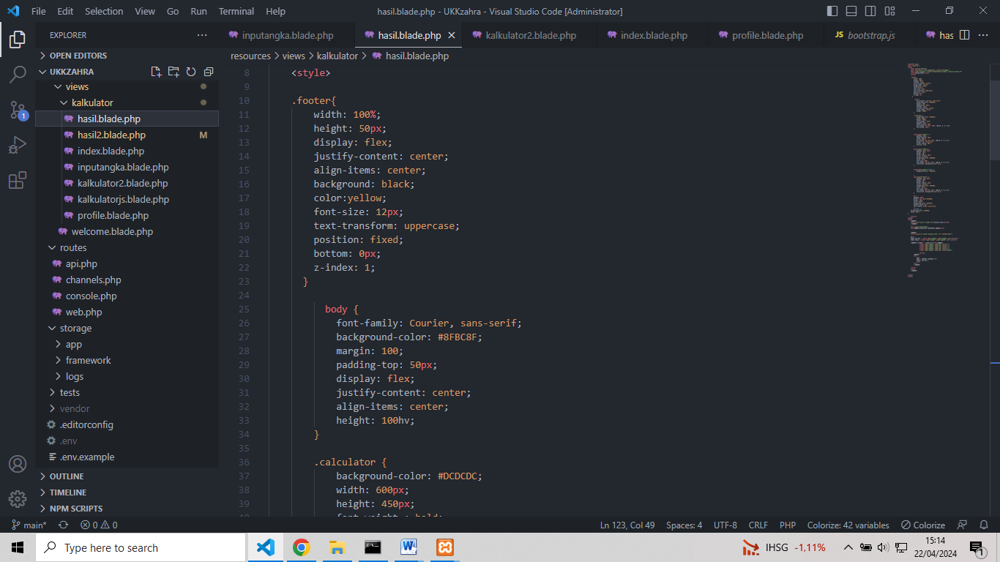 File Edit Selection View Go Run Terminal Help hasil.blade.php - UKKzahra - Visual Studio Code [Administrator]
EXPLORER
inputangka.blade.php hasil.blade.php kalkulator2.blade.php index.blade.php profile.blade.php JS bootstrap.js has
OPEN EDITORS
UKKZAHRA
views
kalkulator
hasil.blade.php
hasil2.blade.php M
index.blade.php
inputangka.blade.php
kalkulator2.blade.php
kalkulatorjs.blade.php
profile.blade.php
welcome.blade.php
routes
api.php
channels.php
console.php
web.php
storage
app
framework
logs
tests
vendor
.editorconfig
.env
.env.example
OUTLINE
TIMELINE
NPM SCRIPTS
1
resources > views > kalkulator > hasil.blade.php
8 <style>
9
10 .footer{
11 width: 100%;
12 height: 50px;
13 display: flex;
14 justify-content: center;
15 align-items: center;
16 background: black;
17 color:yellow;
18 font-size: 12px;
19 text-transform: uppercase;
20 position: fixed;
21 bottom: 0px;
22 z-index: 1;
23 }
24
25 body {
26 font-family: Courier, sans-serif;
27 background-color: #8FBC8F;
28 margin: 100;
29 padding-top: 50px;
30 display: flex;
31 justify-content: center;
32 align-items: center;
33 height: 100hv;
34 }
35
36 .calculator {
37 background-color: #DCDCDC;
38 width: 600px;
39 height: 450px;
main* 0 0 Ln 123, Col 49 Spaces: 4 UTF-8 CRLF PHP Colorize: 42 variables Colorize
Type here to search IHSG -1,11% 15:14
22/04/2024 1